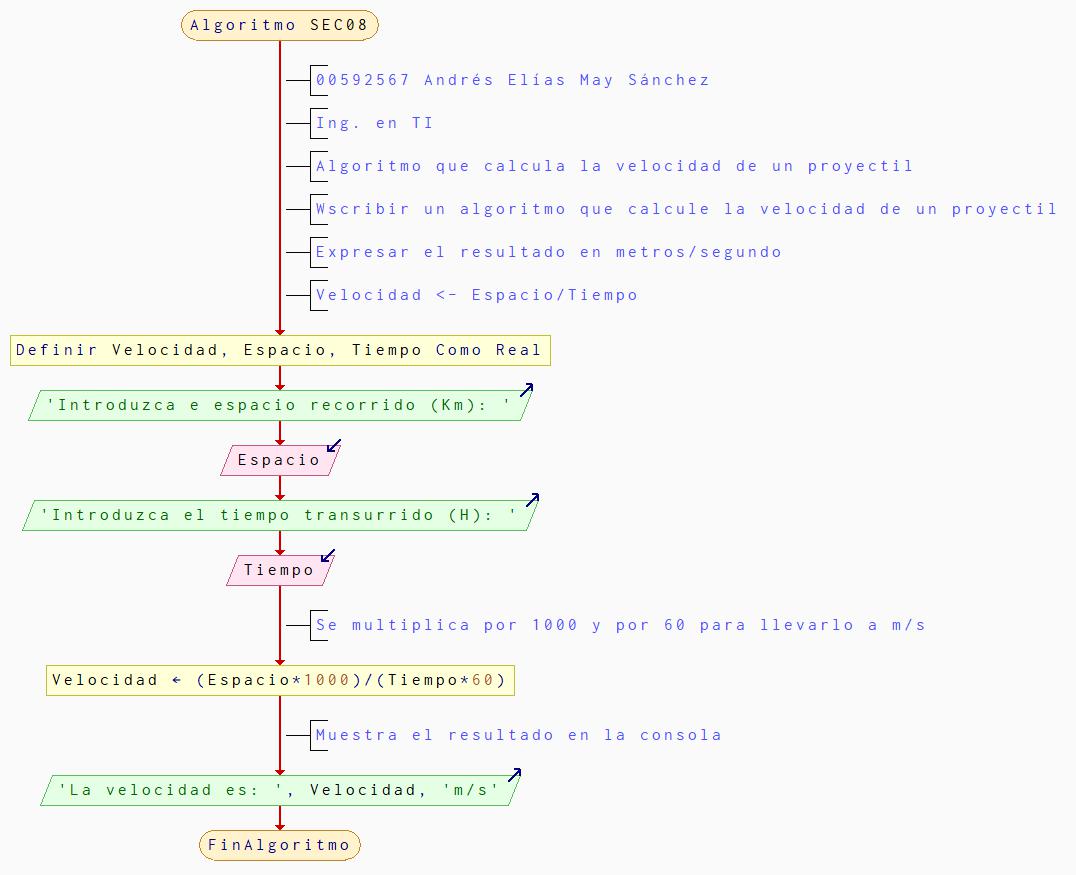 Algoritmo SEC08
00592567 Andrés Elías May Sánchez
Ing. en TI
Algoritmo que calcula la velocidad de un proyectil
Wscribir un algoritmo que calcule la velocidad de un proyectil
Expresar el resultado en metros/segundo
Velocidad <- Espacio/Tiempo
Definir Velocidad, Espacio, Tiempo Como Real
'Introduzca e espacio recorrido (Km): '
Espacio
'Introduzca el tiempo transurrido (H): '
Tiempo
Se multiplica por 1000 y por 60 para llevarlo a m/s
Velocidad ← (Espacio*1000)/(Tiempo*60)
Muestra el resultado en la consola
'La velocidad es: ', Velocidad, 'm/s'
FinAlgoritmo